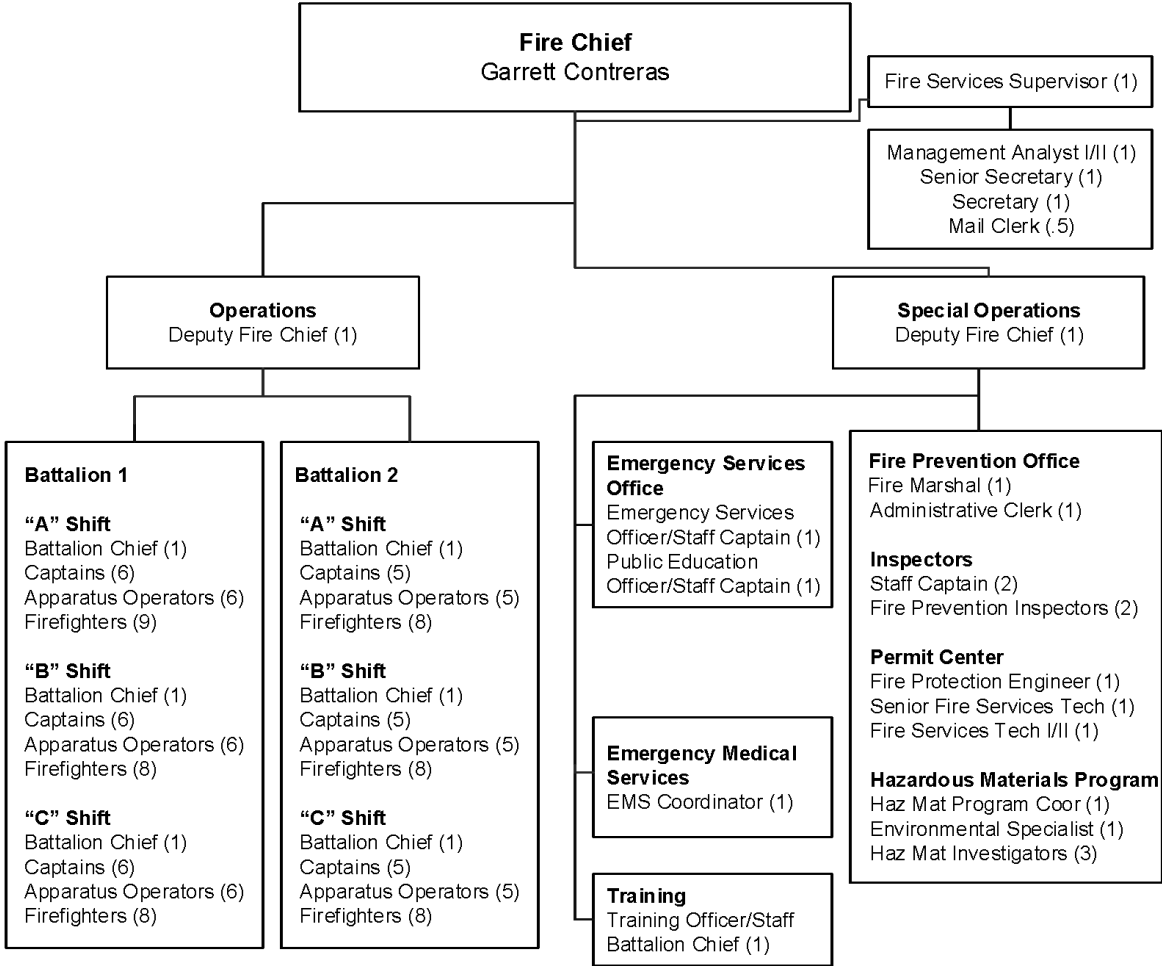 Fire Chief
Garrett Contreras
Fire Services Supervisor (1)
Management Analyst I/II (1)
Senior Secretary (1)
Secretary (1)
Mail Clerk (.5)
Operations
Deputy Fire Chief (1)
Special Operations
Deputy Fire Chief (1)
Battalion 1
“A” Shift
Battalion Chief (1)
Captains (6)
Apparatus Operators (6)
Firefighters (9)
“B” Shift
Battalion Chief (1)
Captains (6)
Apparatus Operators (6)
Firefighters (8)
“C” Shift
Battalion Chief (1)
Captains (6)
Apparatus Operators (6)
Firefighters (8)
Battalion 2
“A” Shift
Battalion Chief (1)
Captains (5)
Apparatus Operators (5)
Firefighters (8)
“B” Shift
Battalion Chief (1)
Captains (5)
Apparatus Operators (5)
Firefighters (8)
“C” Shift
Battalion Chief (1)
Captains (5)
Apparatus Operators (5)
Firefighters (8)
Emergency Services
Office
Emergency Services
Officer/Staff Captain (1)
Public Education
Officer/Staff Captain (1)
Emergency Medical
Services
EMS Coordinator (1)
Training
Training Officer/Staff
Battalion Chief (1)
Fire Prevention Office
Fire Marshal (1)
Administrative Clerk (1)
Inspectors
Staff Captain (2)
Fire Prevention Inspectors (2)
Permit Center
Fire Protection Engineer (1)
Senior Fire Services Tech (1)
Fire Services Tech I/II (1)
Hazardous Materials Program
Haz Mat Program Coor (1)
Environmental Specialist (1)
Haz Mat Investigators (3)